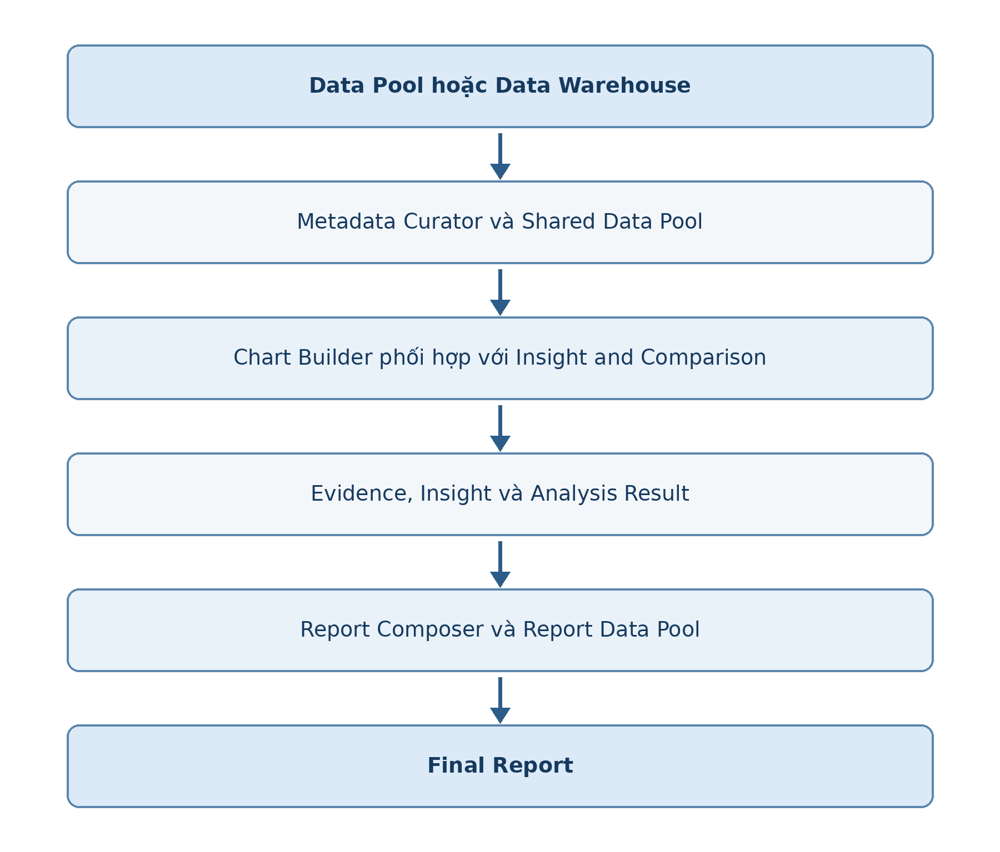 Data Pool hoặc Data Warehouse
Metadata Curator và Shared Data Pool
Chart Builder phối hợp với Insight and Comparison
Evidence, Insight và Analysis Result
Report Composer và Report Data Pool
Final Report